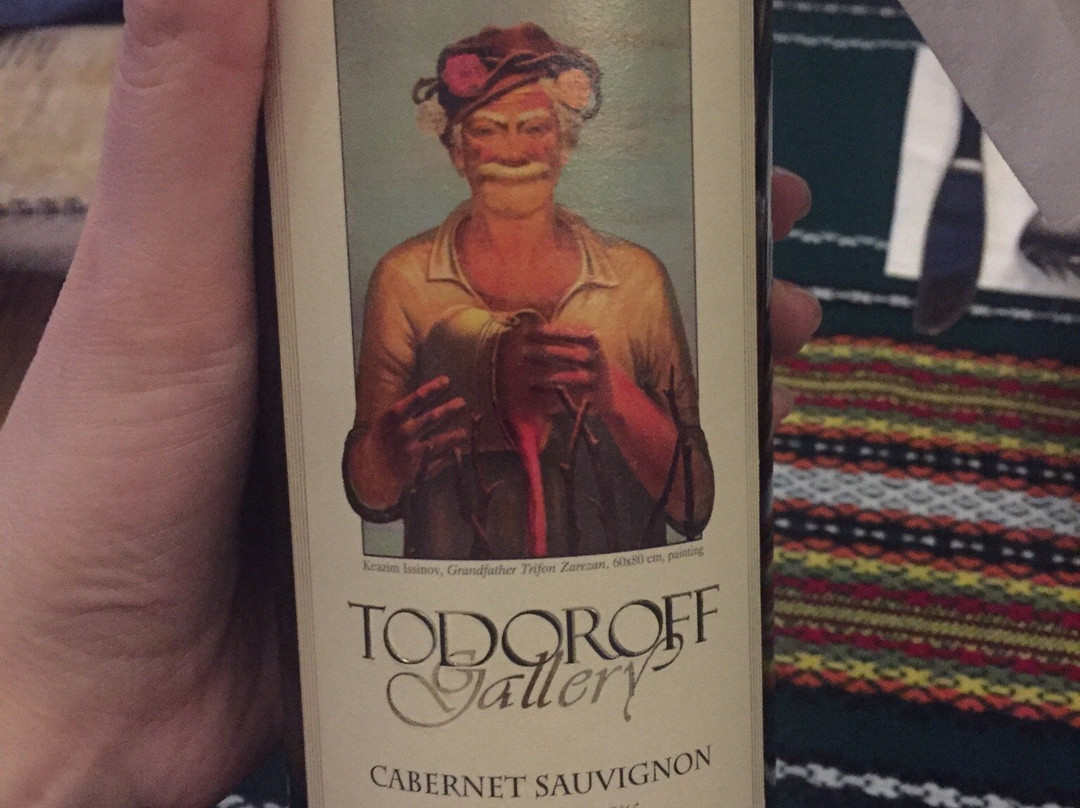 Keazim Issinov, Grandfather Trifon Zarezan, 60x80 cm, painting
TODOROFF
Gallery
CABERNET SAUVIGNON